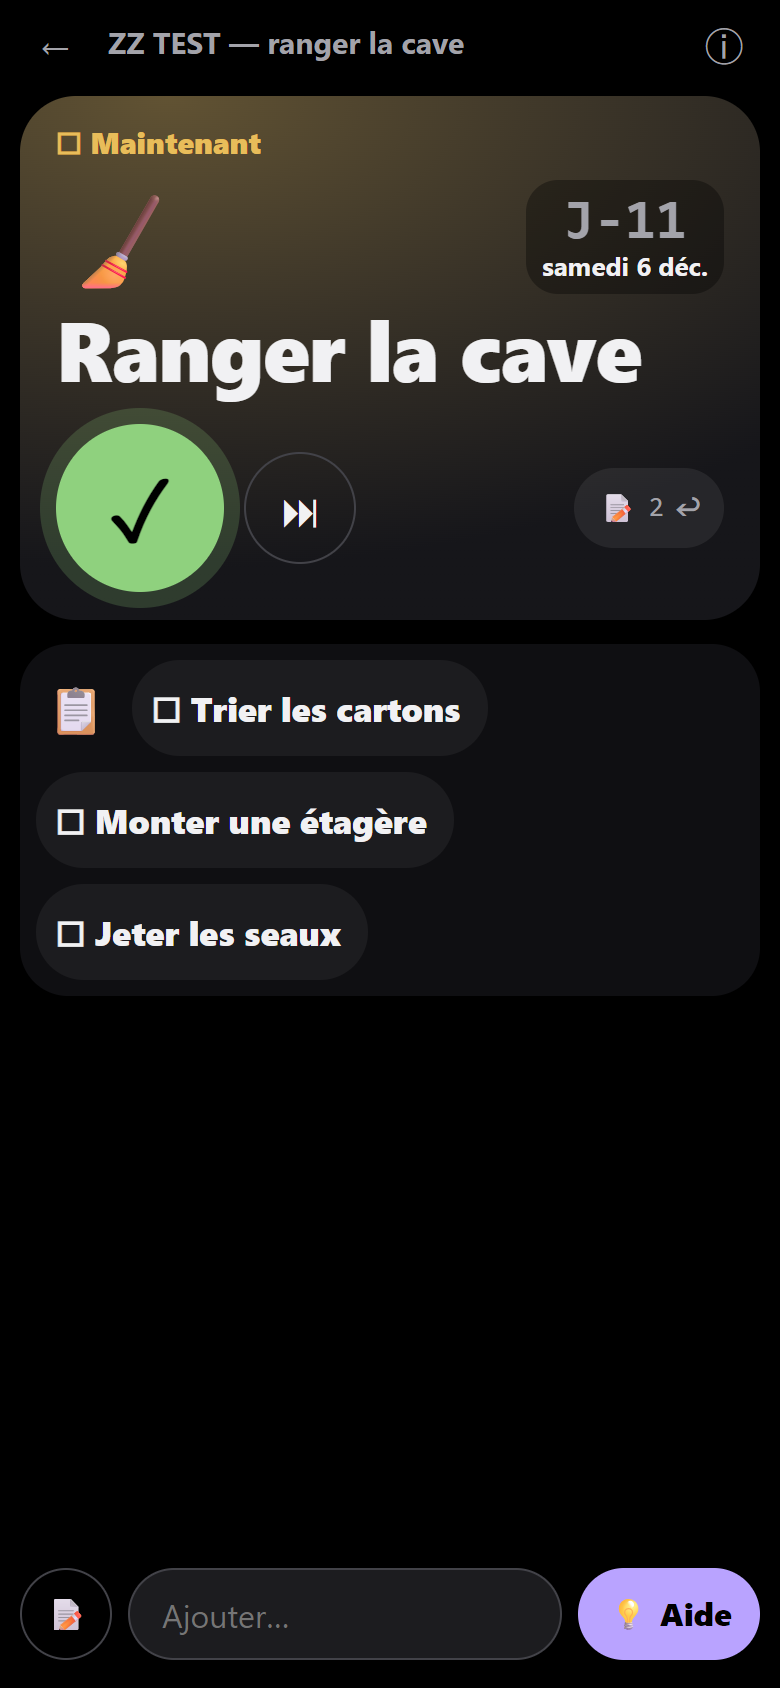 ← ZZ TEST — ranger la cave ⓘ
☐ Maintenant
J-11
samedi 6 déc.
Ranger la cave
2 ↩
☐ Trier les cartons
☐ Monter une étagère
☐ Jeter les seaux
Ajouter...
Aide